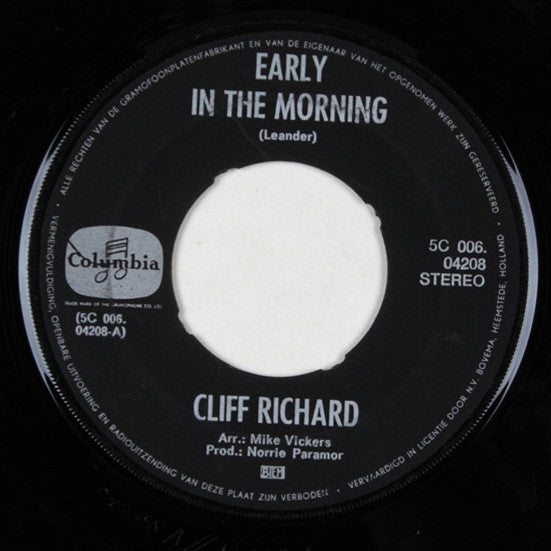 ALLE RECHTEN VAN DE GRAMOFOONPLATENFABRIKANT EN VAN DE EIGENAAR VAN HET OPGENOMEN WERK ZIJN GERESERVEERD
EARLY
IN THE MORNING
(Leander)
Columbia
TRADE MARK OF THE GRAMOPHONE CO. LTD.
(5C 006.
04208-A)
5C 006.
04208
STEREO
CLIFF RICHARD
Arr.: Mike Vickers
Prod.: Norrie Paramor
BIEM
VERMENIGVULDIGING, OPENBARE UITVOERING EN RADIOUITZENDING VAN DEZE PLAAT ZIJN VERBODEN · VERVAARDIGD IN LICENTIE DOOR N.V. BOVEMA, HEEMSTEDE, HOLLAND ·